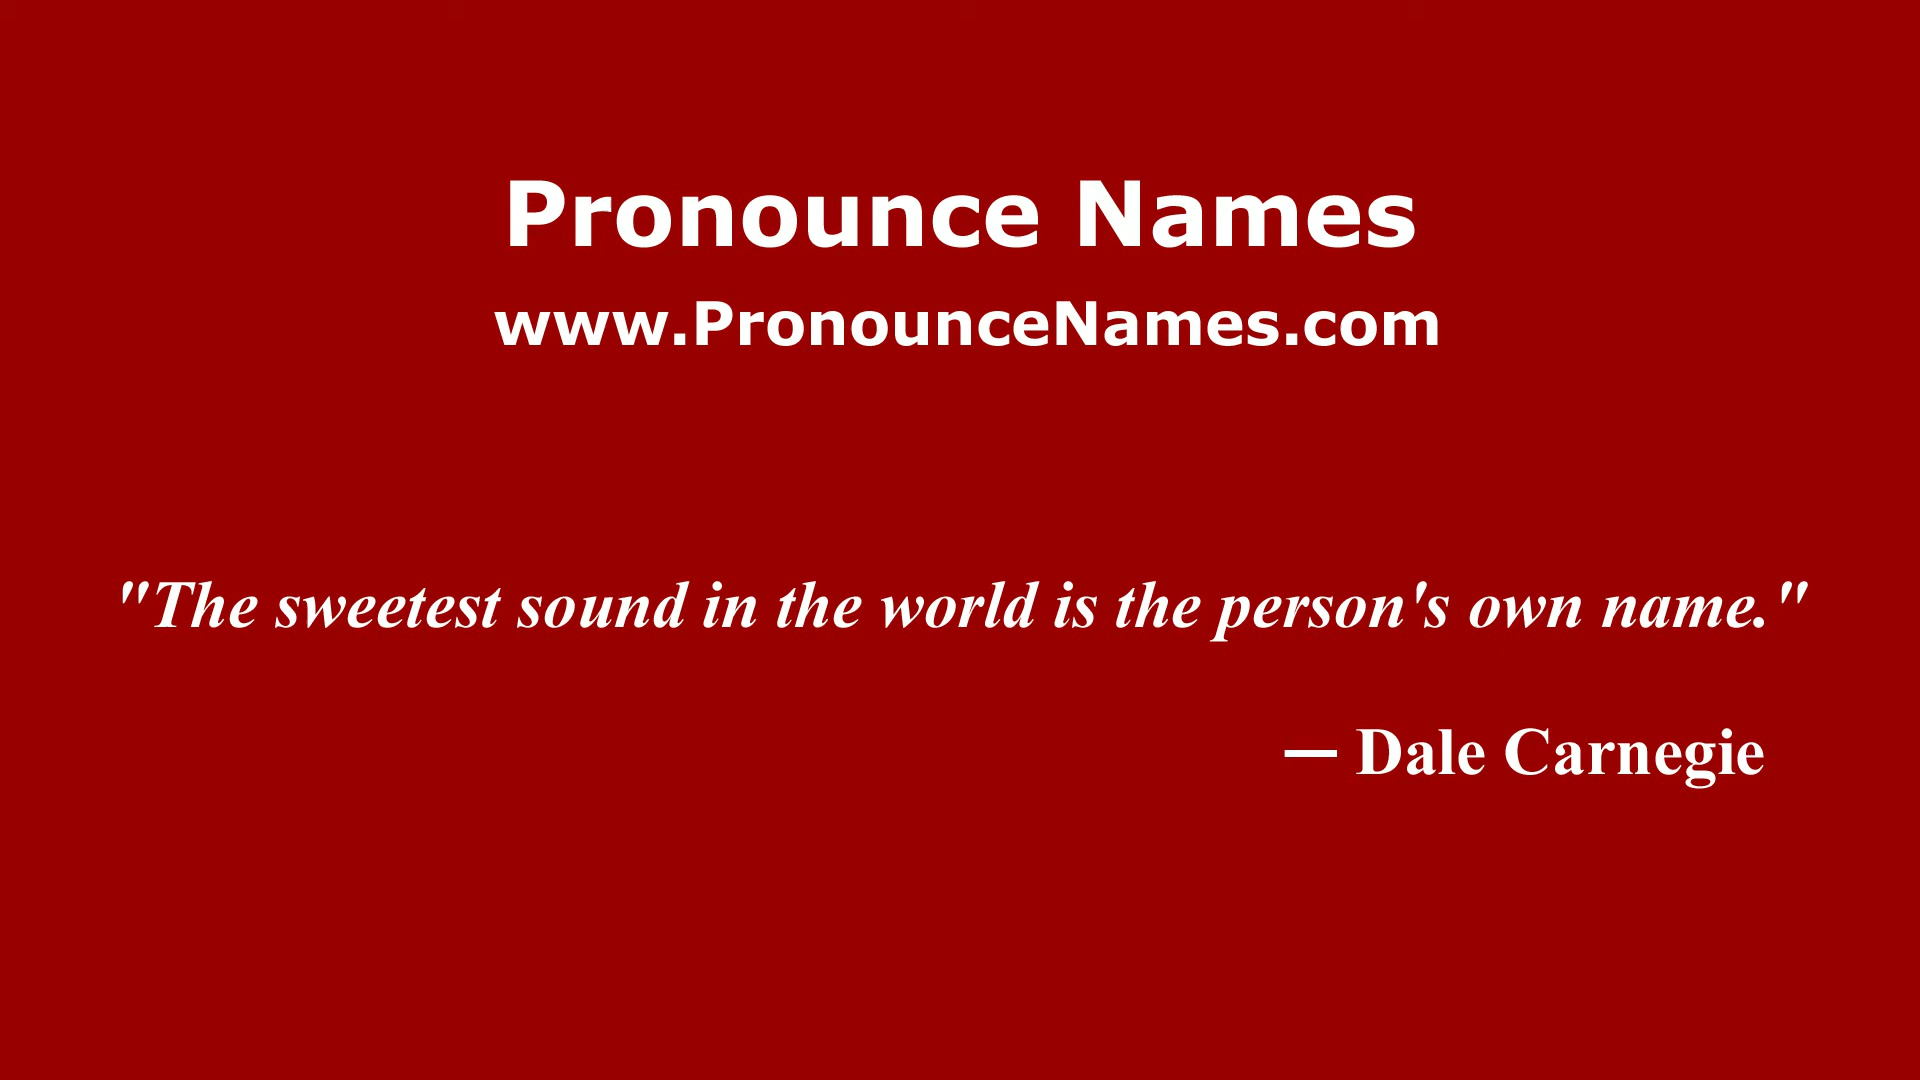 Pronounce Names
www.PronounceNames.com
"The sweetest sound in the world is the person's own name."
— Dale Carnegie